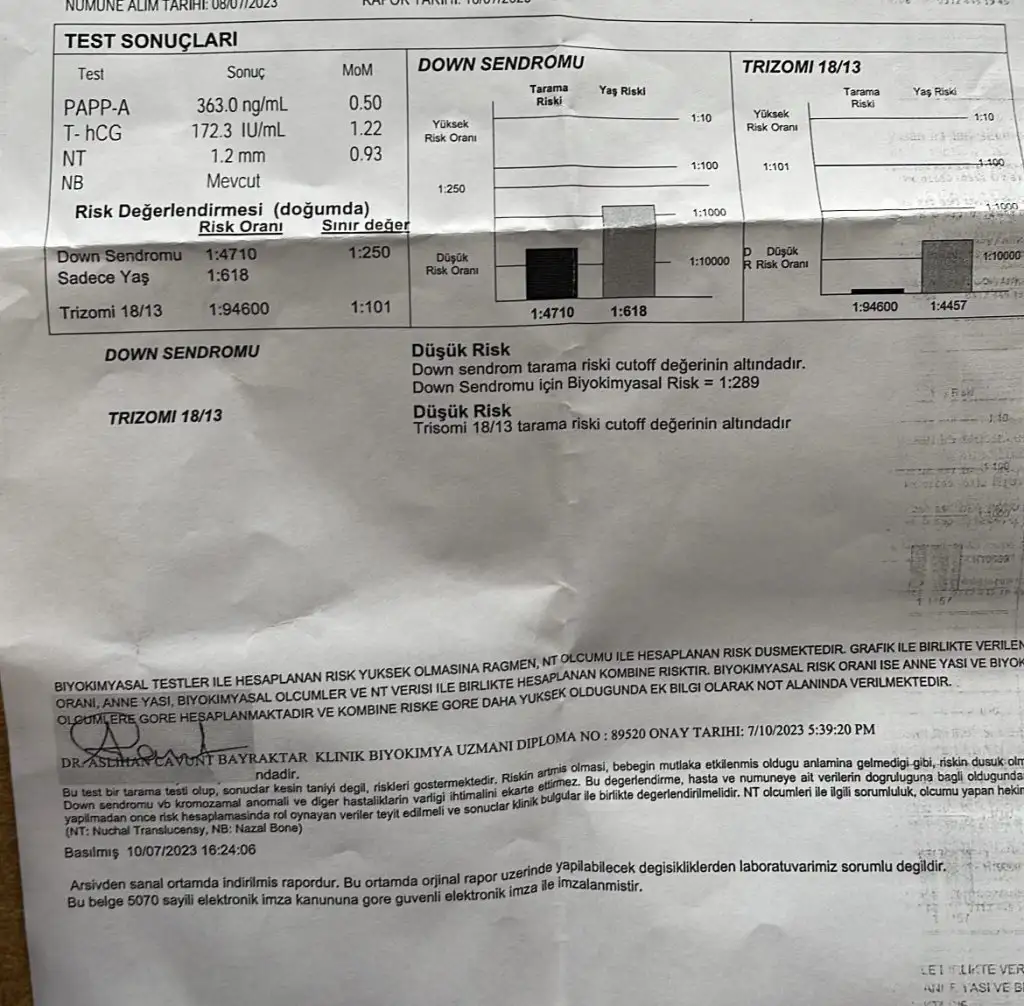 NUMUNE ALIM TARİHİ: 08/07/2023
TEST SONUÇLARI
Test Sonuç MoM
PAPP-A 363.0 ng/mL 0.50
T- hCG 172.3 IU/mL 1.22
NT 1.2 mm 0.93
NB Mevcut
Risk Değerlendirmesi (doğumda)
Risk Oranı Sınır değer
Down Sendromu 1:4710 1:250
Sadece Yaş 1:618
Trizomi 18/13 1:94600 1:101
DOWN SENDROMU
Tarama Riski Yaş Riski
Yüksek Risk Oranı
1:10
1:100
1:250
1:1000
Düşük Risk Oranı
1:10000
1:4710 1:618
TRIZOMI 18/13
Tarama Riski Yaş Riski
Yüksek Risk Oranı
1:10
1:101
1:100
1:1000
D Düşük
R Risk Oranı
1:10000
1:94600 1:4457
DOWN SENDROMU
Düşük Risk
Down sendrom tarama riski cutoff değerinin altındadır.
Down Sendromu için Biyokimyasal Risk = 1:289
TRIZOMI 18/13
Düşük Risk
Trisomi 18/13 tarama riski cutoff değerinin altındadır
BIYOKIMYASAL TESTLER ILE HESAPLANAN RISK YUKSEK OLMASINA RAGMEN, NT OLCUMU ILE HESAPLANAN RISK DUSMEKTEDIR. GRAFIK ILE BIRLIKTE VERILEN
ORANI, ANNE YASI, BIYOKIMYASAL OLCUMLER VE NT VERISI ILE BIRLIKTE HESAPLANAN KOMBINE RISKTIR. BIYOKIMYASAL RISK ORANI ISE ANNE YASI VE BIYOK
OLCUMLERE GORE HESAPLANMAKTADIR VE KOMBINE RISKE GORE DAHA YUKSEK OLDUGUNDA EK BILGI OLARAK NOT ALANINDA VERILMEKTEDIR.
DR. ASLIHAN CAVUNT BAYRAKTAR KLINIK BIYOKIMYA UZMANI DIPLOMA NO : 89520 ONAY TARIHI: 7/10/2023 5:39:20 PM
ndadir.
Bu test bir tarama testi olup, sonuclar kesin taniyi degil, riskleri gostermektedir. Riskin artmis olmasi, bebegin mutlaka etkilenmis oldugu anlamina gelmedigi gibi, riskin dusuk olm
Down sendromu vb kromozamal anomali ve diger hastaliklarin varligi ihtimalini ekarte ettirmez. Bu degerlendirme, hasta ve numuneye ait verilerin dogruluguna bagli oldugunda
yapilmadan once risk hesaplamasinda rol oynayan veriler teyit edilmeli ve sonuclar klinik bulgular ile birlikte degerlendirilmelidir. NT olcumleri ile ilgili sorumluluk, olcumu yapan hekin
(NT: Nuchal Translucensy, NB: Nazal Bone)
Basılmış 10/07/2023 16:24:06
Arsivden sanal ortamda indirilmis rapordur. Bu ortamda orjinal rapor uzerinde yapilabilecek degisikliklerden laboratuvarimiz sorumlu degildir.
Bu belge 5070 sayili elektronik imza kanununa gore guvenli elektronik imza ile imzalanmistir.